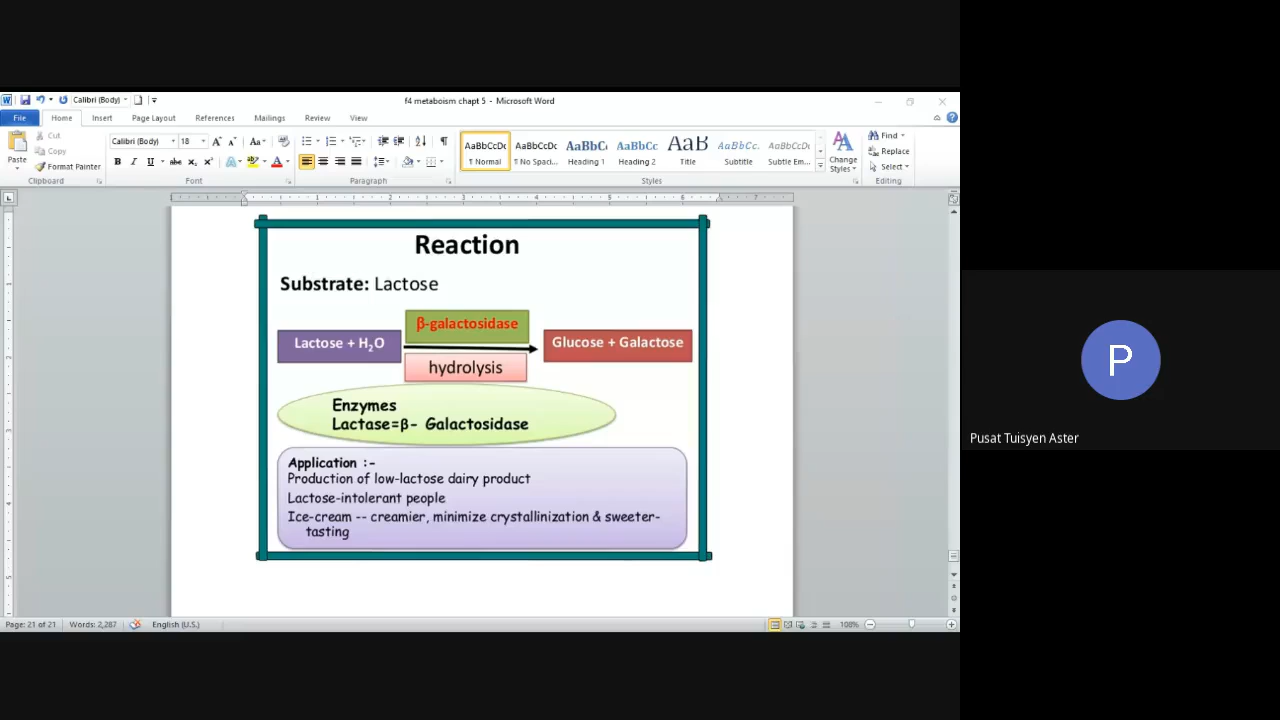 f4 metaboism chapt 5 - Microsoft Word
Calibri (Body)
File Home Insert Page Layout References Mailings Review View
Paste
Cut
Copy
Format Painter
Clipboard
Calibri (Body) 18
Font
Paragraph
AaBbCcDc AaBbCcDc AaBbCc AaBbCc AaB AaBbCc. AaBbCcDc
¶ Normal ¶ No Spaci... Heading 1 Heading 2 Title Subtitle Subtle Em...
Change Styles
Styles
Find
Replace
Select
Editing
Reaction
Substrate: Lactose
β-galactosidase
Lactose + H₂O
Glucose + Galactose
hydrolysis
Enzymes
Lactase=β- Galactosidase
Application :-
Production of low-lactose dairy product
Lactose-intolerant people
Ice-cream -- creamier, minimize crystallinization & sweeter-
tasting
Page: 21 of 21 Words: 2,287 English (U.S.) 108%
P
Pusat Tuisyen Aster